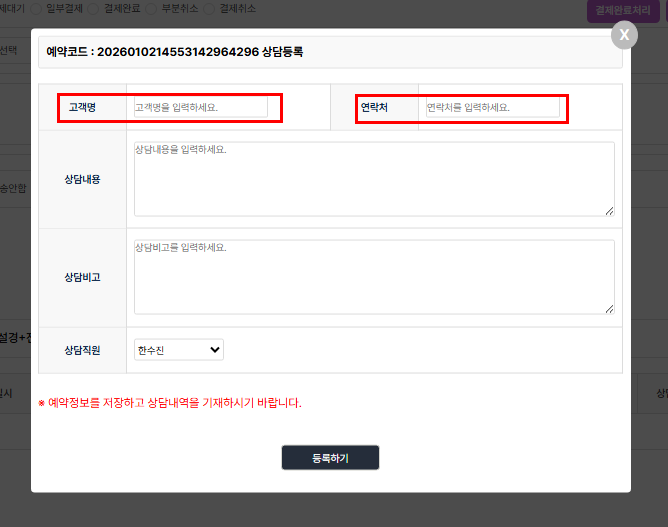 세대기 일부결제 결제완료 부분취소 결제취소
결제완료처리
X
선택
예약코드 : 2026010214553142964296 상담등록
고객명 고객명을 입력하세요. 연락처 연락처를 입력하세요.
상담내용 상담내용을 입력하세요.
송안함
상담비고 상담비고를 입력하세요.
설경+전
상담직원 한수진
일시
상담
※ 예약정보를 저장하고 상담내역을 기재하시기 바랍니다.
등록하기